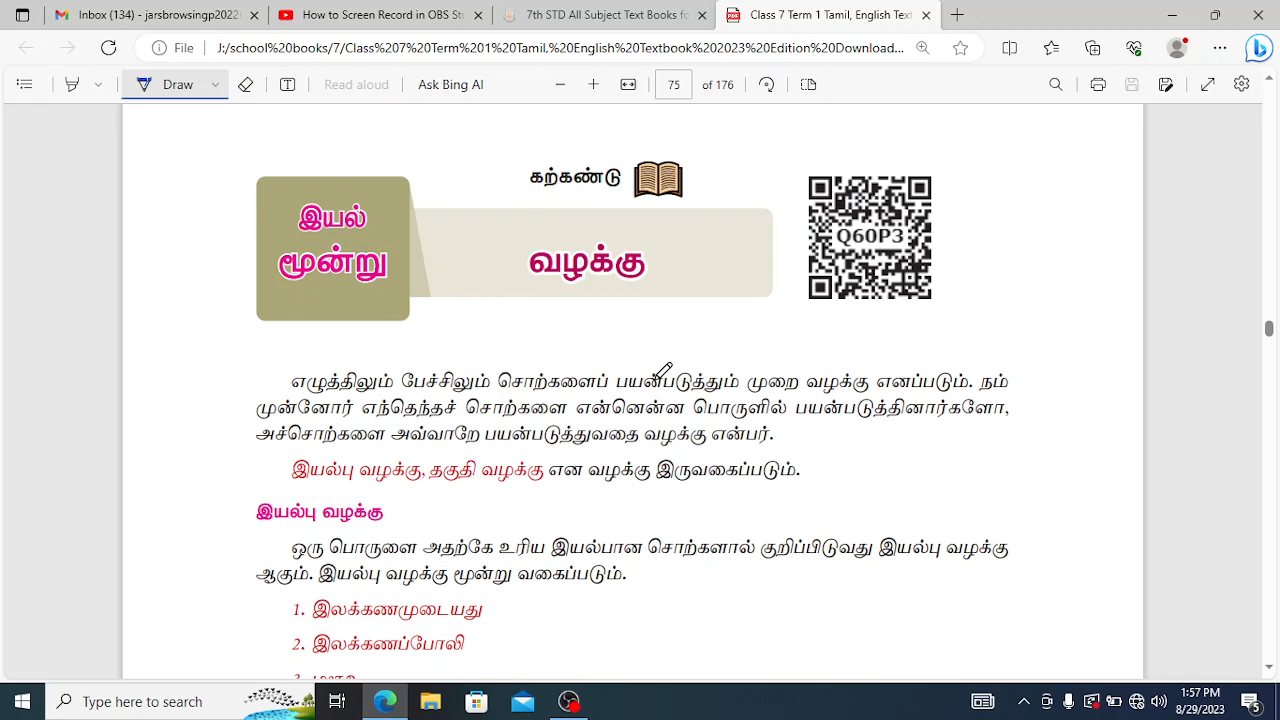 Inbox (134) - jrsbrowsing2022
How to Screen Record in OBS St
7th STD All Subject Text Books fo
Class 7 Term 1 Tamil, English Text
File
J:/school%20books/7/Class%207%20Term%201%20Tamil,%20English%20Textbook%202023%20Edition%20Download...
Draw
Read aloud
Ask Bing AI
75 of 176
கற்கண்டு
இயல்
மூன்று
வழக்கு
Q60P3
எழுத்திலும் பேச்சிலும் சொற்களைப் பயன்படுத்தும் முறை வழக்கு எனப்படும். நம்
முன்னோர் எந்தெந்தச் சொற்களை என்னென்ன பொருளில் பயன்படுத்தினார்களோ,
அச்சொற்களை அவ்வாறே பயன்படுத்துவதை வழக்கு என்பர்.
இயல்பு வழக்கு, தகுதி வழக்கு என வழக்கு இருவகைப்படும்.
இயல்பு வழக்கு
ஒரு பொருளை அதற்கே உரிய இயல்பான சொற்களால் குறிப்பிடுவது இயல்பு வழக்கு
ஆகும். இயல்பு வழக்கு மூன்று வகைப்படும்.
1. இலக்கணமுடையது
2. இலக்கணப்போலி
Type here to search
1:57 PM
8/29/2023
5